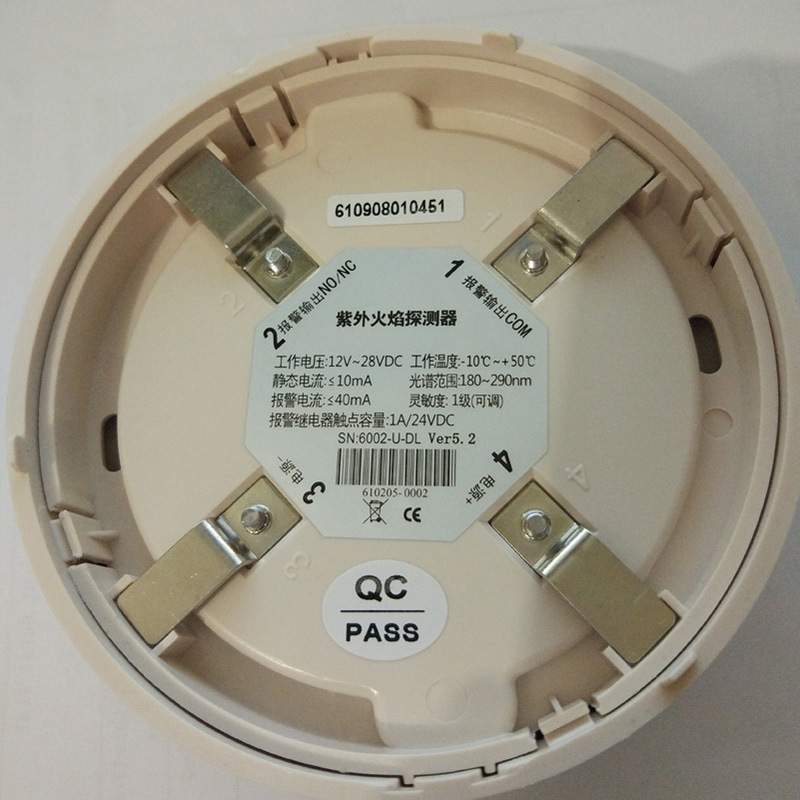 610908010451
1
报警输出COM
2
报警输出NO/NC
紫外火焰探测器
工作电压:12V~28VDC 工作温度:-10℃~+50℃
静态电流:≤10mA 光谱范围:180~290nm
报警电流:≤40mA 灵敏度: 1级(可调)
报警继电器触点容量:1A/24VDC
SN:6002-U-DL Ver5.2
610205-0002
CE
3
电源-
4
电源+
1
2
3
4
QC
PASS